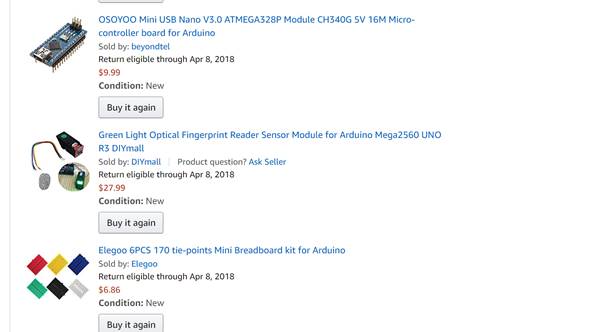 OSOYOO Mini USB Nano V3.0 ATMEGA328P Module CH340G 5V 16M Micro-
controller board for Arduino
Sold by: beyondtel
Return eligible through Apr 8, 2018
$9.99
Condition: New
Buy it again
Green Light Optical Fingerprint Reader Sensor Module for Arduino Mega2560 UNO
R3 DIYmall
Sold by: DIYmall | Product question? Ask Seller
Return eligible through Apr 8, 2018
$27.99
Condition: New
Buy it again
Elegoo 6PCS 170 tie-points Mini Breadboard kit for Arduino
Sold by: Elegoo
Return eligible through Apr 8, 2018
$6.86
Condition: New
Buy it again